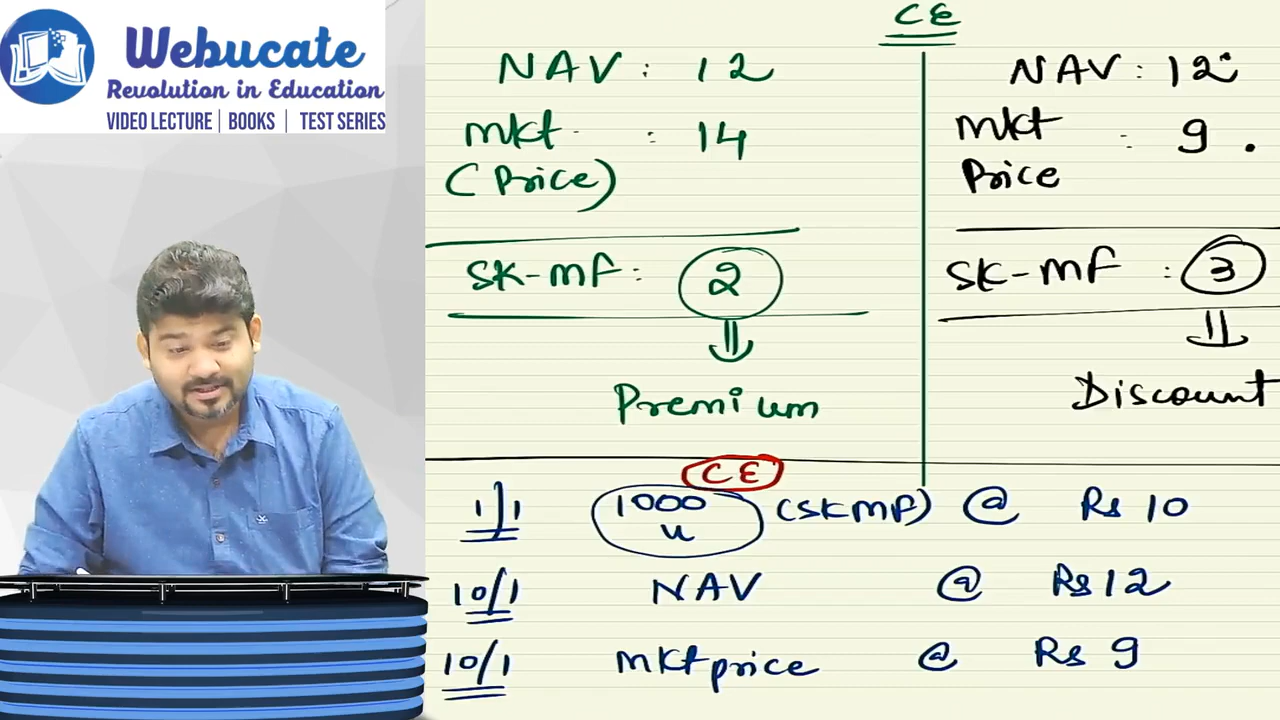 Webucate
Revolution in Education
VIDEO LECTURE | BOOKS | TEST SERIES
CE
NAV : 12
mkt : 14
(Price)
SK-MF : 2
Premium
NAV : 12
mkt : 9
Price
SK-MF : 3
Discount
CE
1/1 1000 u (SKMF) @ Rs 10
10/1 NAV @ Rs 12
10/1 mktprice @ Rs 9